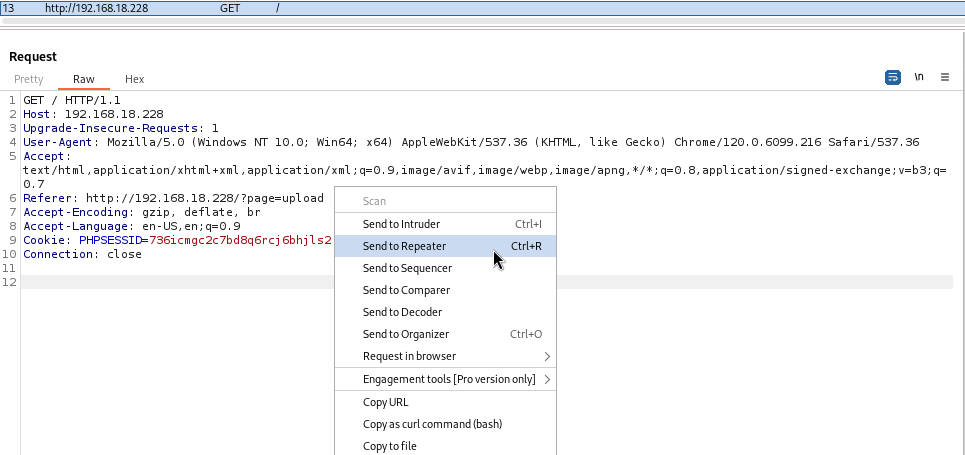 13 http://192.168.18.228 GET /
Request
Pretty Raw Hex
\n
1 GET / HTTP/1.1
2 Host: 192.168.18.228
3 Upgrade-Insecure-Requests: 1
4 User-Agent: Mozilla/5.0 (Windows NT 10.0; Win64; x64) AppleWebKit/537.36 (KHTML, like Gecko) Chrome/120.0.6099.216 Safari/537.36
5 Accept:
text/html,application/xhtml+xml,application/xml;q=0.9,image/avif,image/webp,image/apng,*/*;q=0.8,application/signed-exchange;v=b3;q=
0.7
6 Referer: http://192.168.18.228/?page=upload
7 Accept-Encoding: gzip, deflate, br
8 Accept-Language: en-US,en;q=0.9
9 Cookie: PHPSESSID=736icmgc2c7bd8q6rcj6bhjls2
10 Connection: close
11
12
Scan
Send to Intruder Ctrl+I
Send to Repeater Ctrl+R
Send to Sequencer
Send to Comparer
Send to Decoder
Send to Organizer Ctrl+O
Request in browser
Engagement tools [Pro version only]
Copy URL
Copy as curl command (bash)
Copy to file